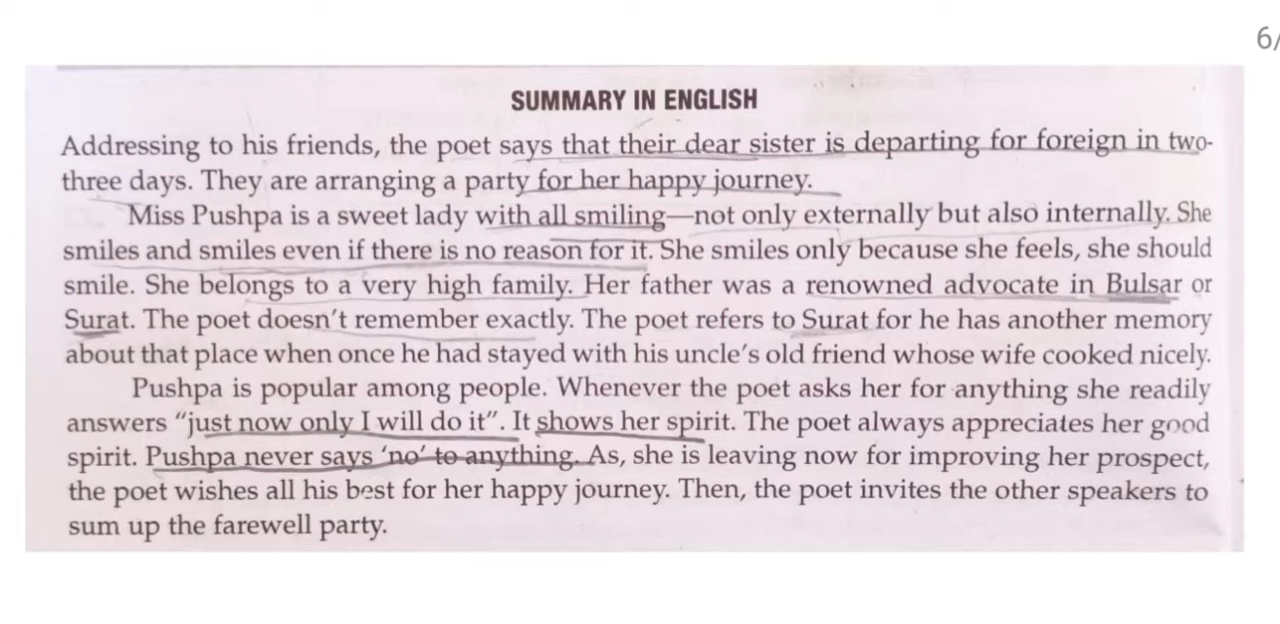 6/
SUMMARY IN ENGLISH
Addressing to his friends, the poet says that their dear sister is departing for foreign in two-
three days. They are arranging a party for her happy journey.
Miss Pushpa is a sweet lady with all smiling—not only externally but also internally. She
smiles and smiles even if there is no reason for it. She smiles only because she feels, she should
smile. She belongs to a very high family. Her father was a renowned advocate in Bulsar or
Surat. The poet doesn't remember exactly. The poet refers to Surat for he has another memory
about that place when once he had stayed with his uncle's old friend whose wife cooked nicely.
Pushpa is popular among people. Whenever the poet asks her for anything she readily
answers "just now only I will do it". It shows her spirit. The poet always appreciates her good
spirit. Pushpa never says 'no' to anything. As, she is leaving now for improving her prospect,
the poet wishes all his best for her happy journey. Then, the poet invites the other speakers to
sum up the farewell party.